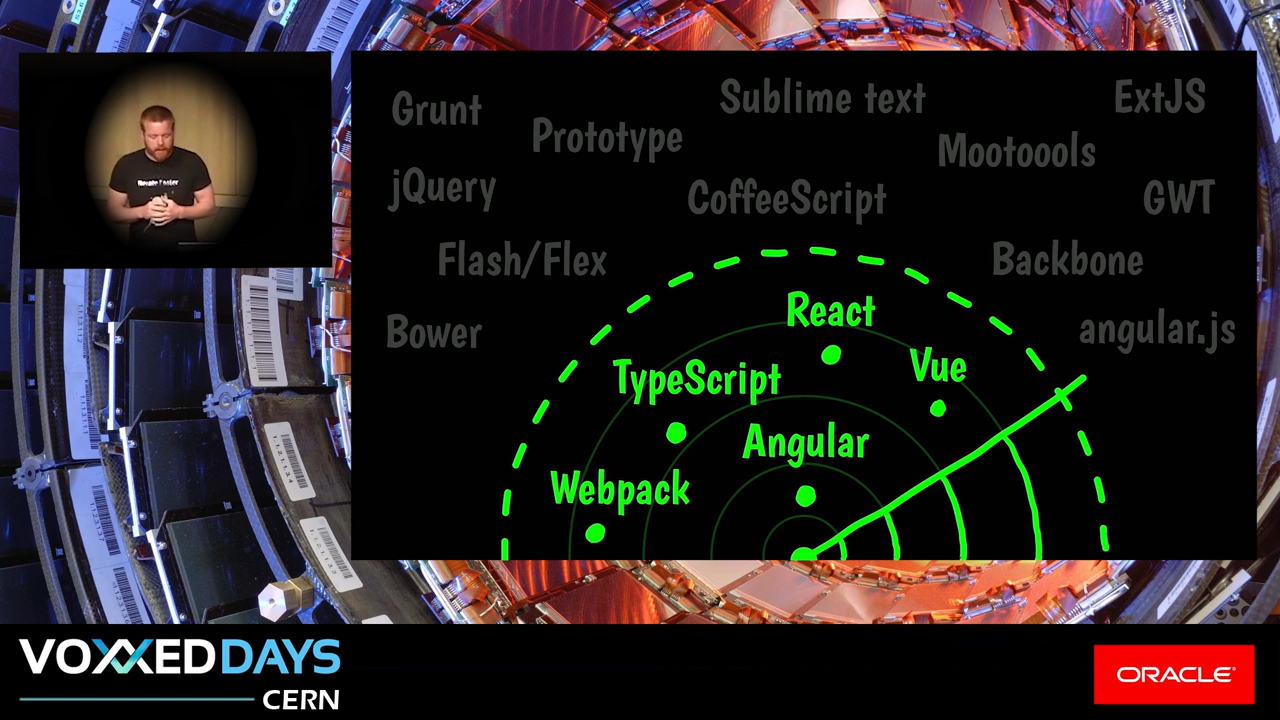 Grunt
Prototype
Sublime text
Mootoools
ExtJS
jQuery
CoffeeScript
GWT
Flash/Flex
Backbone
Bower
angular.js
React
TypeScript
Vue
Angular
Webpack
VOXXED DAYS
CERN
ORACLE